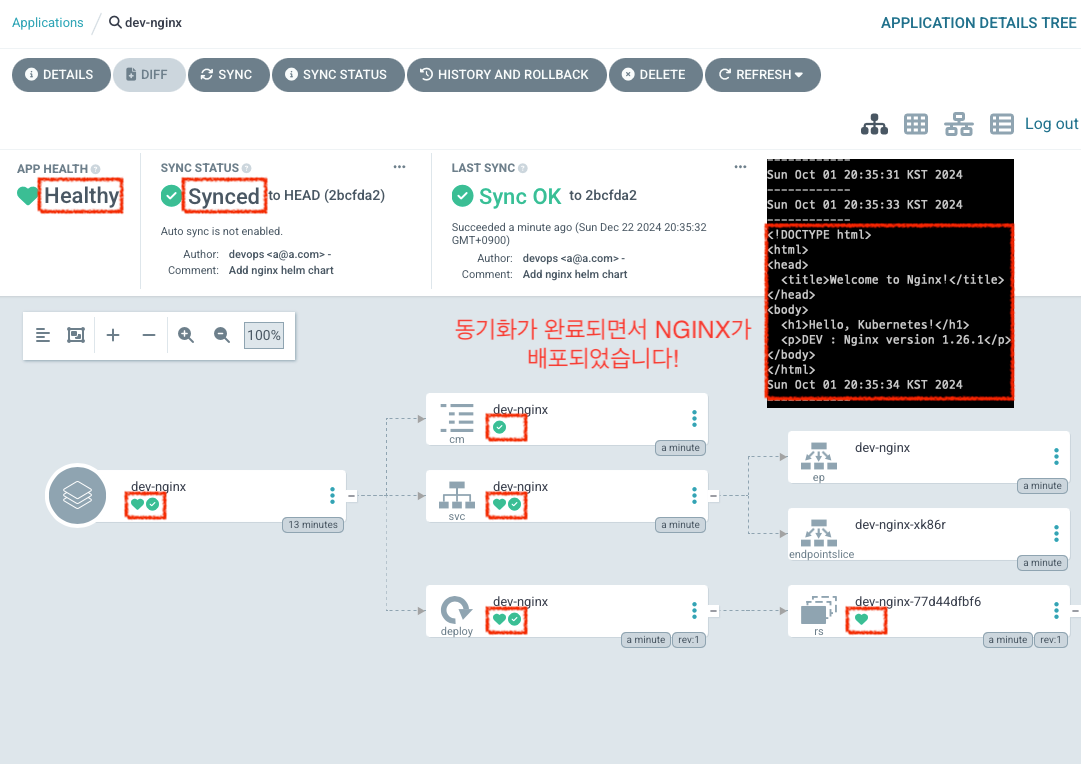 Applications / dev-nginx
APPLICATION DETAILS TREE
DETAILS
DIFF
SYNC
SYNC STATUS
HISTORY AND ROLLBACK
DELETE
REFRESH
Log out
APP HEALTH
Healthy
SYNC STATUS
Synced to HEAD (2bcfda2)
Auto sync is not enabled.
Author: devops <a@a.com> -
Comment: Add nginx helm chart
LAST SYNC
Sync OK to 2bcfda2
Succeeded a minute ago (Sun Dec 22 2024 20:35:32
GMT+0900)
Author: devops <a@a.com> -
Comment: Add nginx helm chart
------------
Sun Oct 01 20:35:31 KST 2024
------------
Sun Oct 01 20:35:33 KST 2024
------------
<!DOCTYPE html>
<html>
<head>
<title>Welcome to Nginx!</title>
</head>
<body>
<h1>Hello, Kubernetes!</h1>
<p>DEV : Nginx version 1.26.1</p>
</body>
</html>
Sun Oct 01 20:35:34 KST 2024
------------
100%
동기화가 완료되면서 NGINX가
배포되었습니다!
dev-nginx
13 minutes
dev-nginx
cm
a minute
dev-nginx
svc
a minute
dev-nginx
deploy
a minute
rev:1
dev-nginx
ep
a minute
dev-nginx-xk86r
endpointslice
a minute
dev-nginx-77d44dfbf6
rs
a minute
rev:1